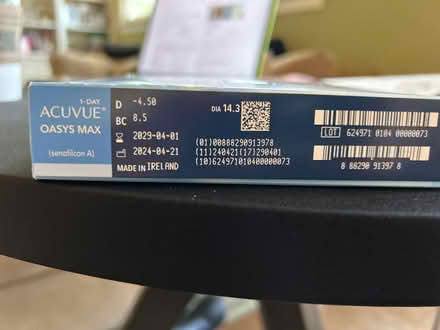 1-DAY
ACUVUE®
OASYS MAX
(senofilcon A)
D -4.50
BC 8.5
2029-04-01
2024-04-21
MADE IN IRELAND
DIA 14.3
(01)00888290913978
(11)240421(17)290401
(10)624971010400000073
LOT 624971 0104 00000073
8 88290 91397 8